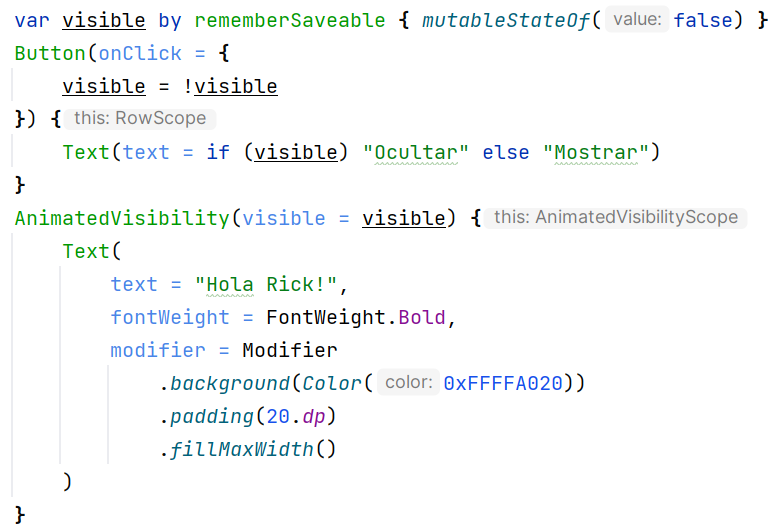 var visible by rememberSaveable { mutableStateOf( value: false) }
Button(onClick = {
    visible = !visible
}) { this: RowScope
    Text(text = if (visible) "Ocultar" else "Mostrar")
}
AnimatedVisibility(visible = visible) { this: AnimatedVisibilityScope
    Text(
        text = "Hola Rick!",
        fontWeight = FontWeight.Bold,
        modifier = Modifier
            .background(Color( color: 0xFFFFA020))
            .padding(20.dp)
            .fillMaxWidth()
    )
}